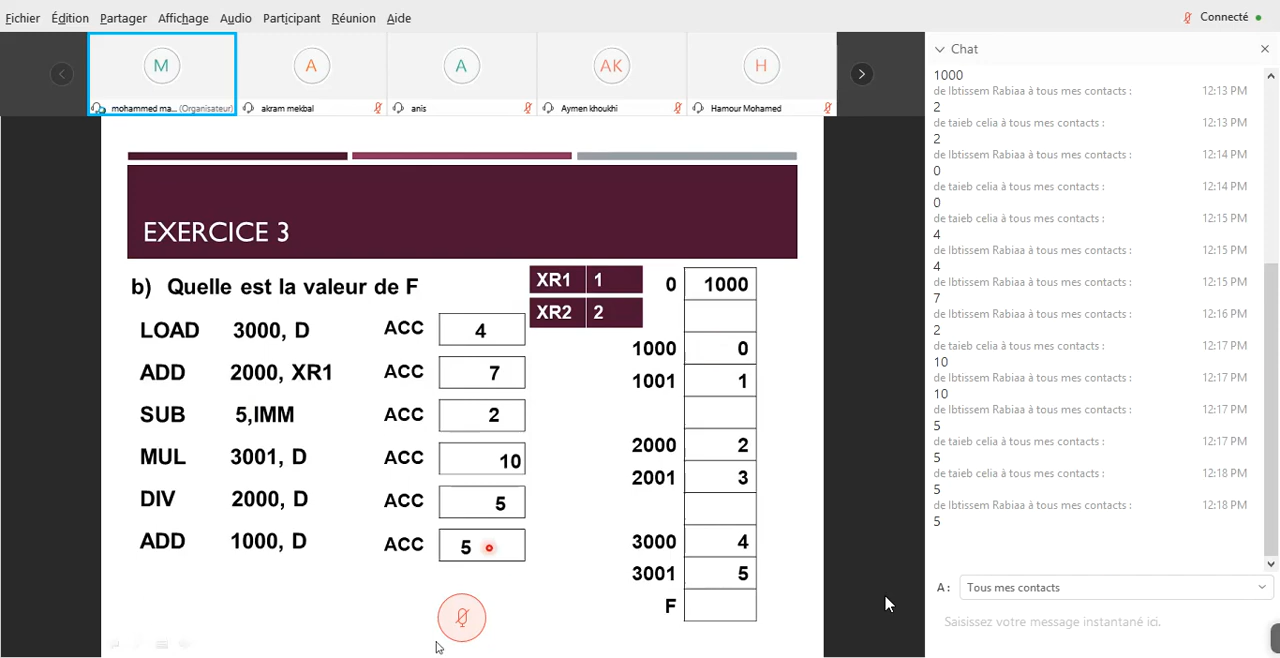 Fichier Édition Partager Affichage Audio Participant Réunion Aide
Connecté
M
mohammed ma... (Organisateur)
A
akram mekbal
A
anis
AK
Aymen khoukhi
H
Hamour Mohamed
EXERCICE 3
b) Quelle est la valeur de F
XR1 1
XR2 2
LOAD 3000, D ACC 4
ADD 2000, XR1 ACC 7
SUB 5,IMM ACC 2
MUL 3001, D ACC 10
DIV 2000, D ACC 5
ADD 1000, D ACC 5
0 1000
1000 0
1001 1
2000 2
2001 3
3000 4
3001 5
F
Chat
1000
de Ibtissem Rabiaa à tous mes contacts : 12:13 PM
2
de taieb celia à tous mes contacts : 12:13 PM
2
de Ibtissem Rabiaa à tous mes contacts : 12:14 PM
0
de taieb celia à tous mes contacts : 12:14 PM
0
de taieb celia à tous mes contacts : 12:15 PM
4
de Ibtissem Rabiaa à tous mes contacts : 12:15 PM
4
de Ibtissem Rabiaa à tous mes contacts : 12:15 PM
7
de Ibtissem Rabiaa à tous mes contacts : 12:16 PM
2
de taieb celia à tous mes contacts : 12:17 PM
10
de Ibtissem Rabiaa à tous mes contacts : 12:17 PM
10
de Ibtissem Rabiaa à tous mes contacts : 12:17 PM
5
de taieb celia à tous mes contacts : 12:17 PM
5
de taieb celia à tous mes contacts : 12:18 PM
5
de Ibtissem Rabiaa à tous mes contacts : 12:18 PM
5
A : Tous mes contacts
Saisissez votre message instantané ici.